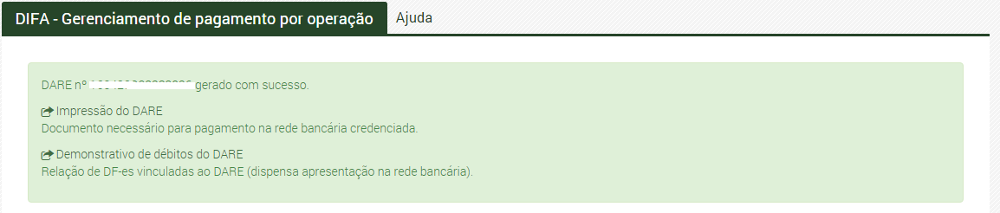 DIFA - Gerenciamento de pagamento por operação
Ajuda
DARE nº gerado com sucesso.
Impressão do DARE
Documento necessário para pagamento na rede bancária credenciada.
Demonstrativo de débitos do DARE
Relação de DF-es vinculadas ao DARE (dispensa apresentação na rede bancária).